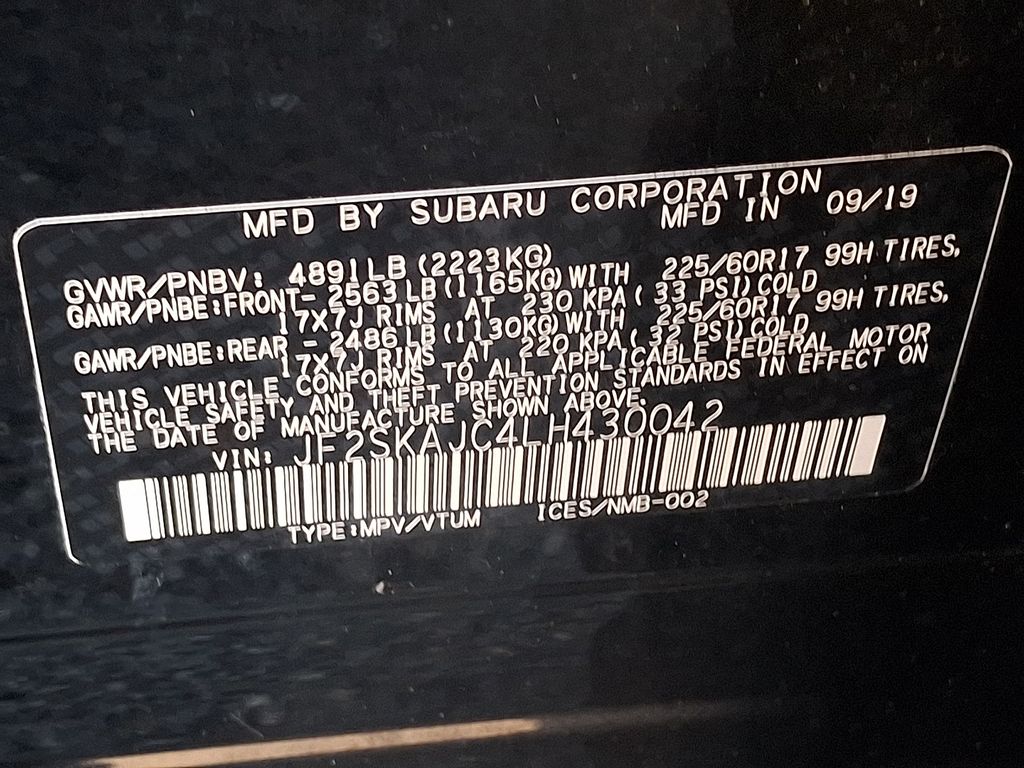 MFD BY SUBARU CORPORATION
MFD IN 09/19
GVWR/PNBV: 4891LB (2223KG)
GAWR/PNBE:FRONT- 2563 LB(1165KG)WITH 225/60R17 99H TIRES,
17X7J RIMS AT 230 KPA( 33 PSI)COLD
GAWR/PNBE:REAR - 2486 LB(1130KG)WITH 225/60R17 99H TIRES,
17X7J RIMS AT 220 KPA( 32 PSI)COLD
THIS VEHICLE CONFORMS TO ALL APPLICABLE FEDERAL MOTOR
VEHICLE SAFETY AND THEFT PREVENTION STANDARDS IN EFFECT ON
THE DATE OF MANUFACTURE SHOWN ABOVE.
VIN: JF2SKAJC4LH430042
TYPE:MPV/VTUM ICES/NMB-002